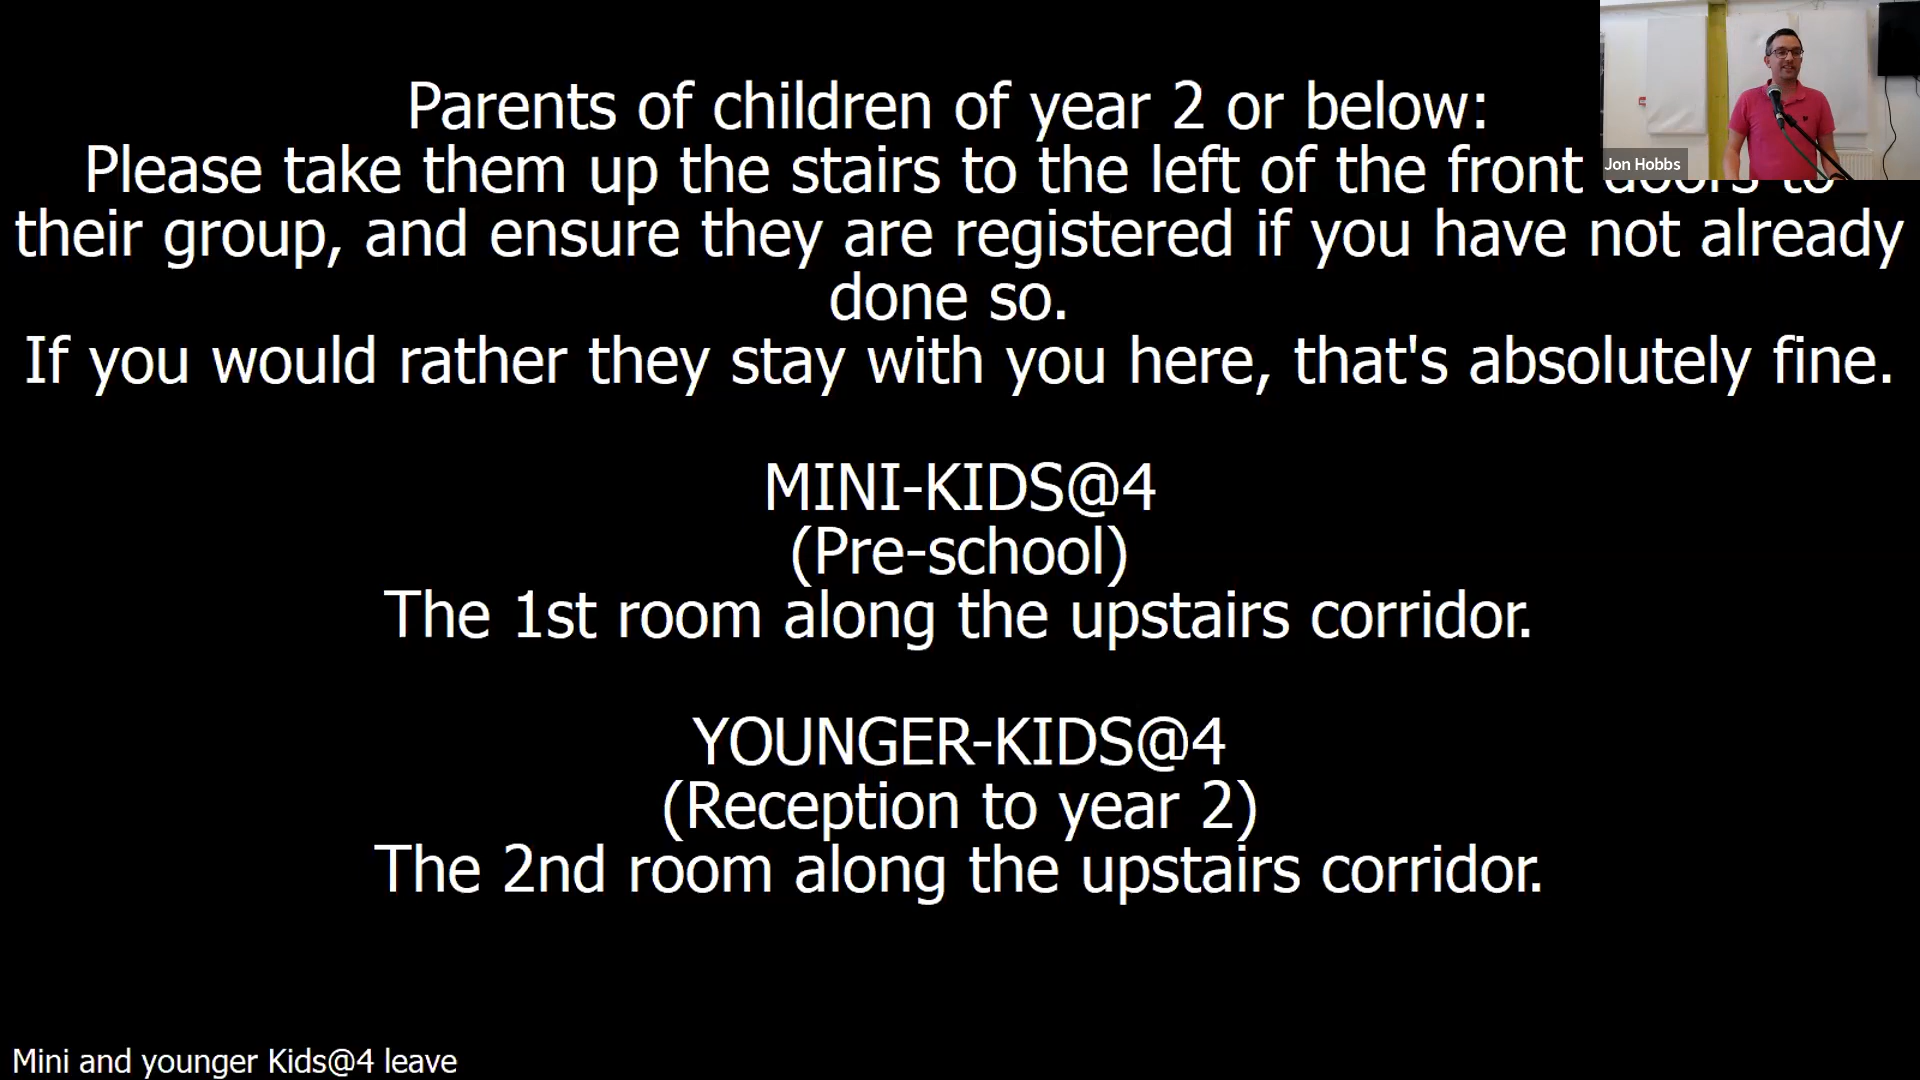 Parents of children of year 2 or below:
Please take them up the stairs to the left of the front doors to
their group, and ensure they are registered if you have not already
done so.
If you would rather they stay with you here, that's absolutely fine.
MINI-KIDS@4
(Pre-school)
The 1st room along the upstairs corridor.
YOUNGER-KIDS@4
(Reception to year 2)
The 2nd room along the upstairs corridor.
Mini and younger Kids@4 leave
Jon Hobbs